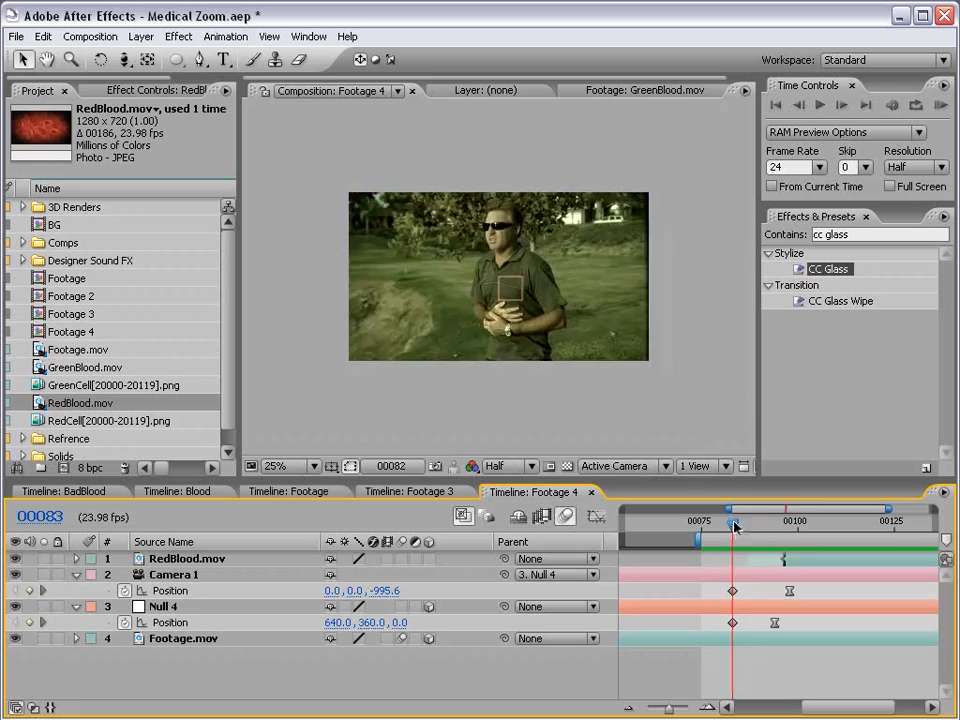 Adobe After Effects - Medical Zoom.aep *
File Edit Composition Layer Effect Animation View Window Help
Workspace: Standard
Project Effect Controls: RedBl
RedBlood.mov, used 1 time
1280 x 720 (1.00)
Δ 00186, 23.98 fps
Millions of Colors
Photo - JPEG
Name
3D Renders
BG
Comps
Designer Sound FX
Footage
Footage 2
Footage 3
Footage 4
Footage.mov
GreenBlood.mov
GreenCell[20000-20119].png
RedBlood.mov
RedCell[20000-20119].png
Refrence
Solids
8 bpc
Composition: Footage 4 Layer: (none) Footage: GreenBlood.mov
25% 00082 Half Active Camera 1 View
Time Controls
RAM Preview Options
Frame Rate Skip Resolution
24 0 Half
From Current Time Full Screen
Effects & Presets
Contains: cc glass
Stylize
CC Glass
Transition
CC Glass Wipe
Timeline: BadBlood Timeline: Blood Timeline: Footage Timeline: Footage 3 Timeline: Footage 4
00083 (23.98 fps)
00075 00100 00125
# Source Name Parent
1 RedBlood.mov None
2 Camera 1 3. Null 4
Position 0.0, 0.0, -995.6
3 Null 4 None
Position 640.0, 360.0, 0.0
4 Footage.mov None